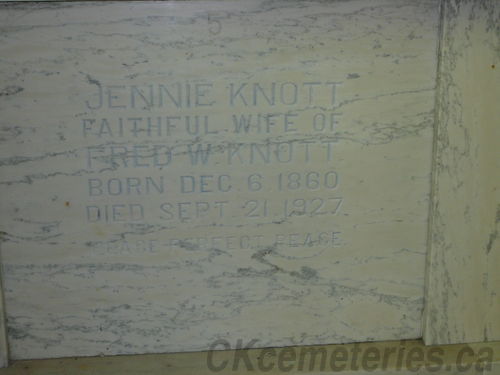 5
JENNIE KNOTT
FAITHFUL WIFE OF
FRED W. KNOTT
BORN DEC. 6. 1860
DIED SEPT. 21. 1927.
PEACE PERFECT PEACE.
CKcemeteries.ca